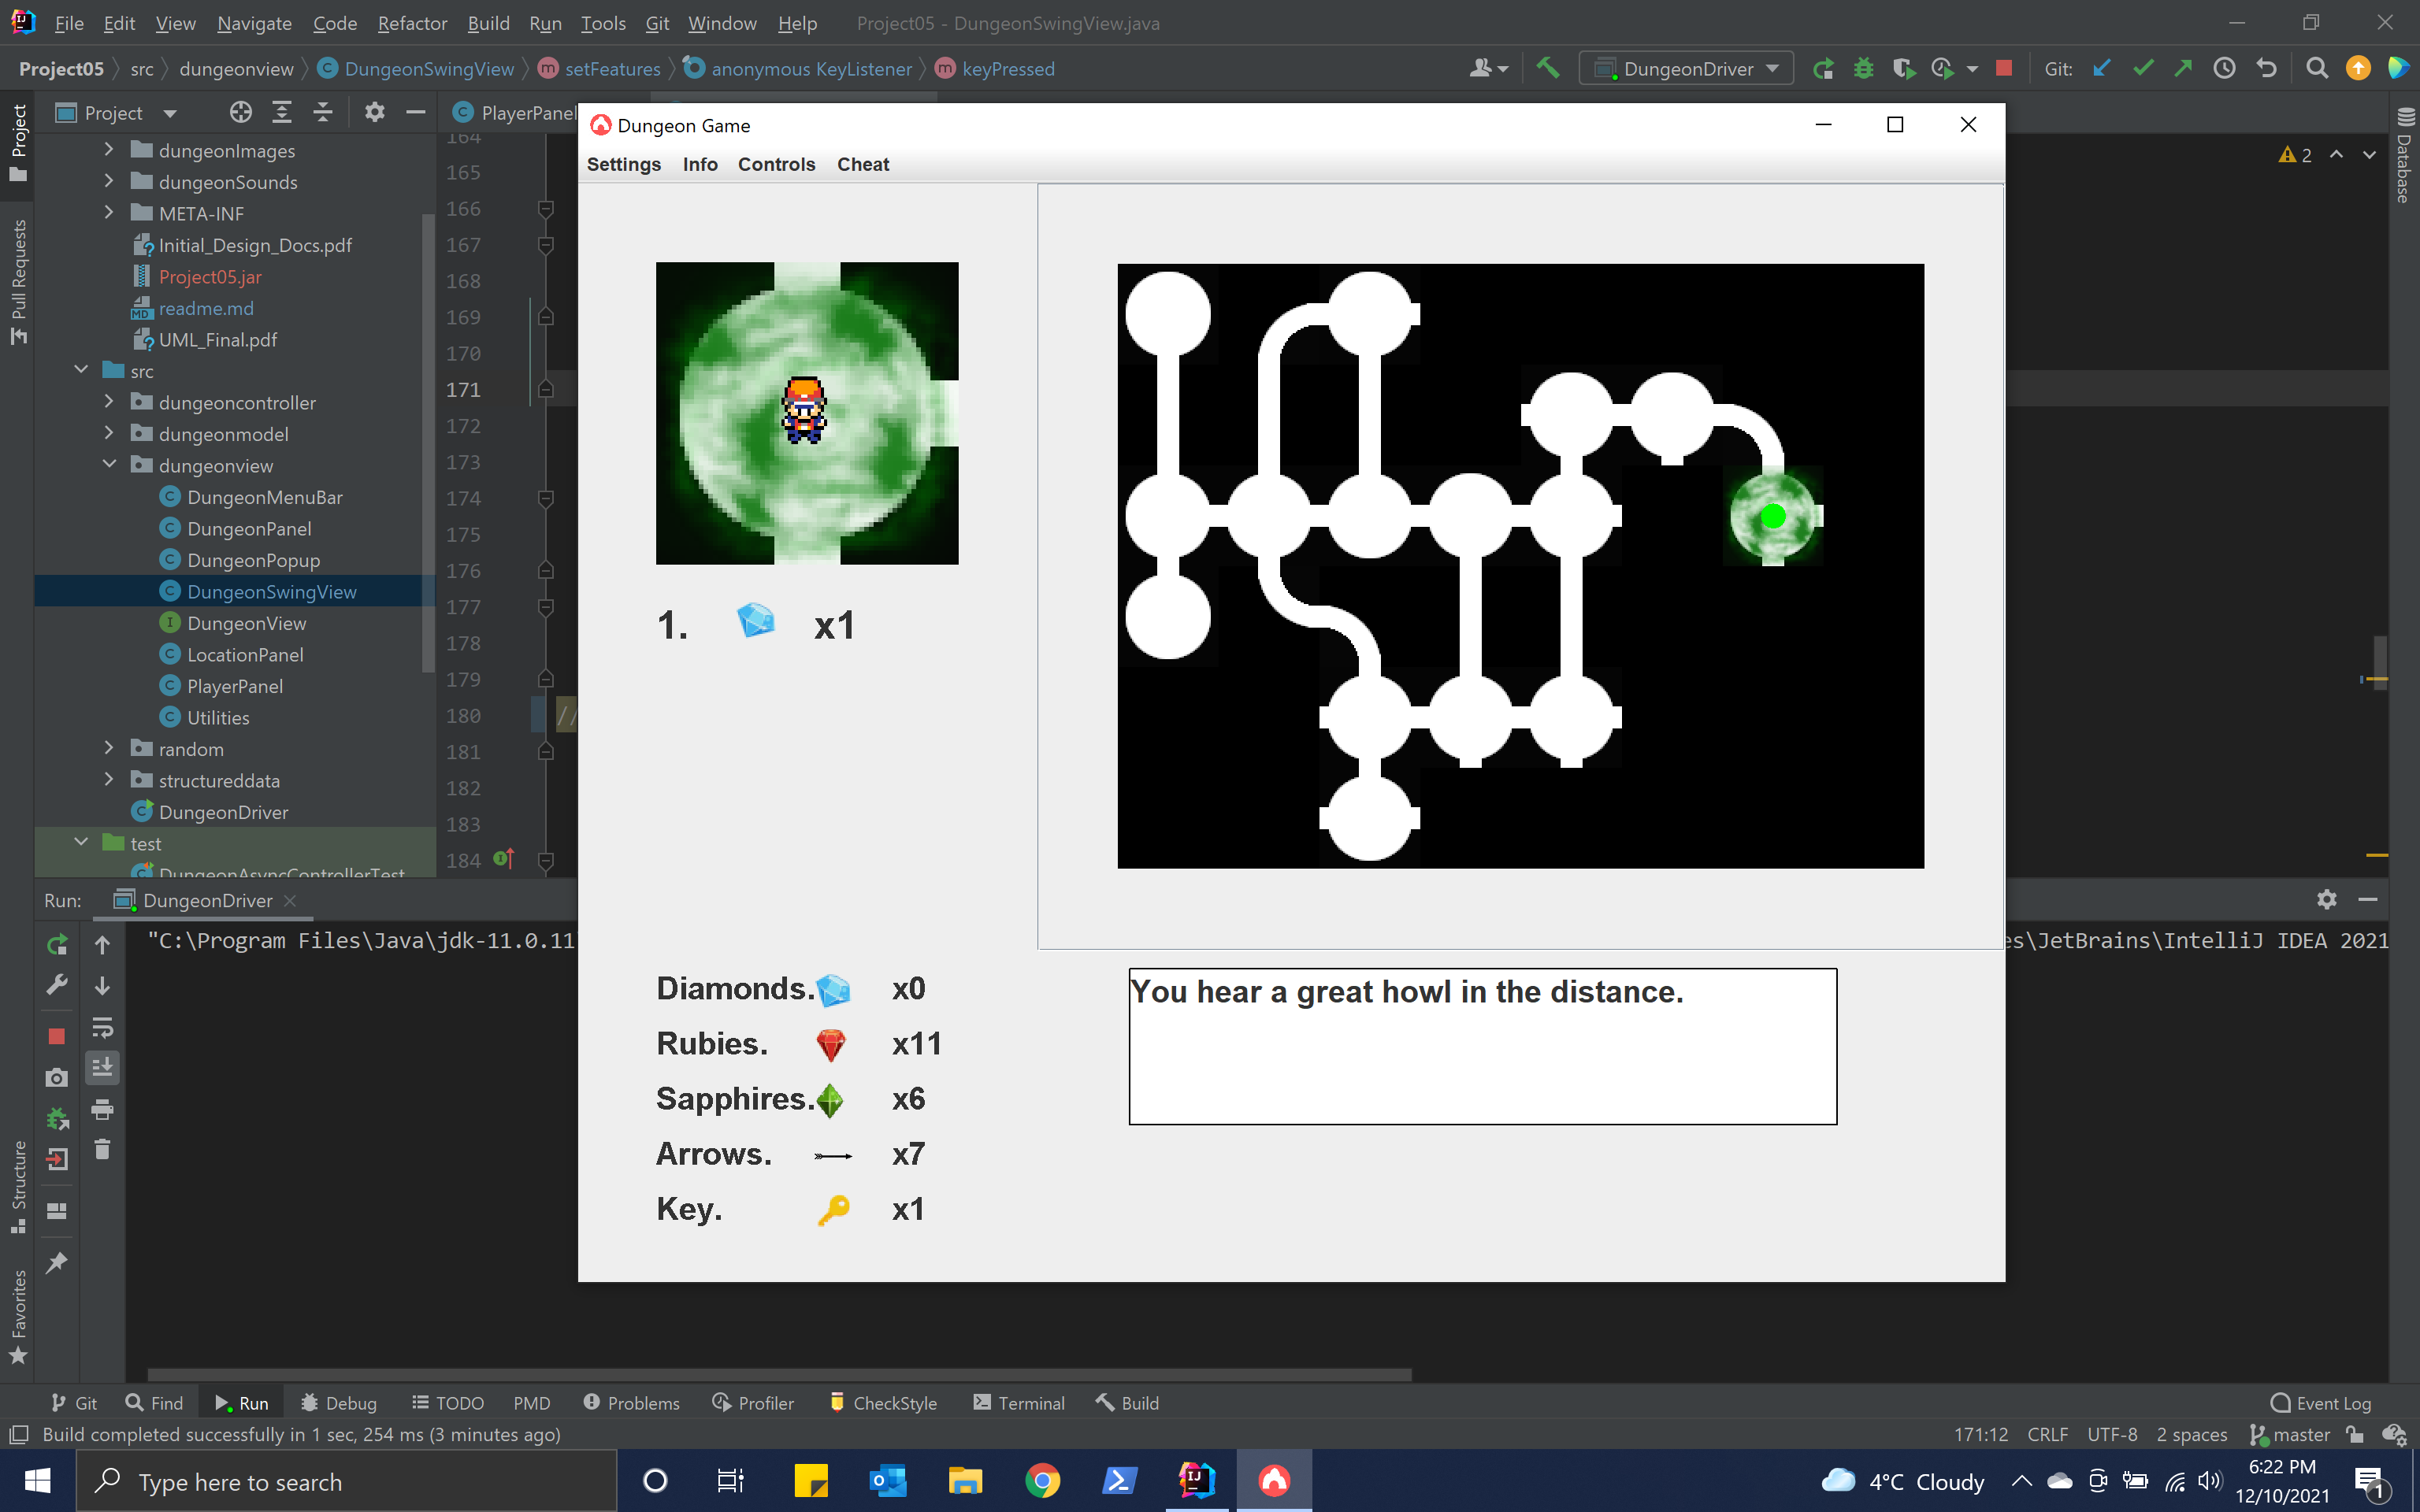 File Edit View Navigate Code Refactor Build Run Tools Git Window Help Project05 - DungeonSwingView.java
Project05 src dungeonview DungeonSwingView setFeatures anonymous KeyListener keyPressed DungeonDriver Git:
Project
PlayerPanel
Dungeon Game
Settings Info Controls Cheat
Project
Pull Requests
Structure
Favorites
Database
2
dungeonImages
dungeonSounds
META-INF
Initial_Design_Docs.pdf
Project05.jar
readme.md
UML_Final.pdf
src
dungeoncontroller
dungeonmodel
dungeonview
DungeonMenuBar
DungeonPanel
DungeonPopup
DungeonSwingView
DungeonView
LocationPanel
PlayerPanel
Utilities
random
structureddata
DungeonDriver
test
DungeonAsyncControllerTest
164
165
166
167
168
169
170
171
172
173
174
175
176
177
178
179
180 //
181
182
183
184
1. x1
Diamonds. x0
Rubies. x11
Sapphires. x6
Arrows. x7
Key. x1
You hear a great howl in the distance.
Run: DungeonDriver
"C:\Program Files\Java\jdk-11.0.11
es\JetBrains\IntelliJ IDEA 2021
Git Find Run Debug TODO PMD Problems Profiler CheckStyle Terminal Build Event Log
Build completed successfully in 1 sec, 254 ms (3 minutes ago) 171:12 CRLF UTF-8 2 spaces master
Type here to search
4°C Cloudy
6:22 PM
12/10/2021
1